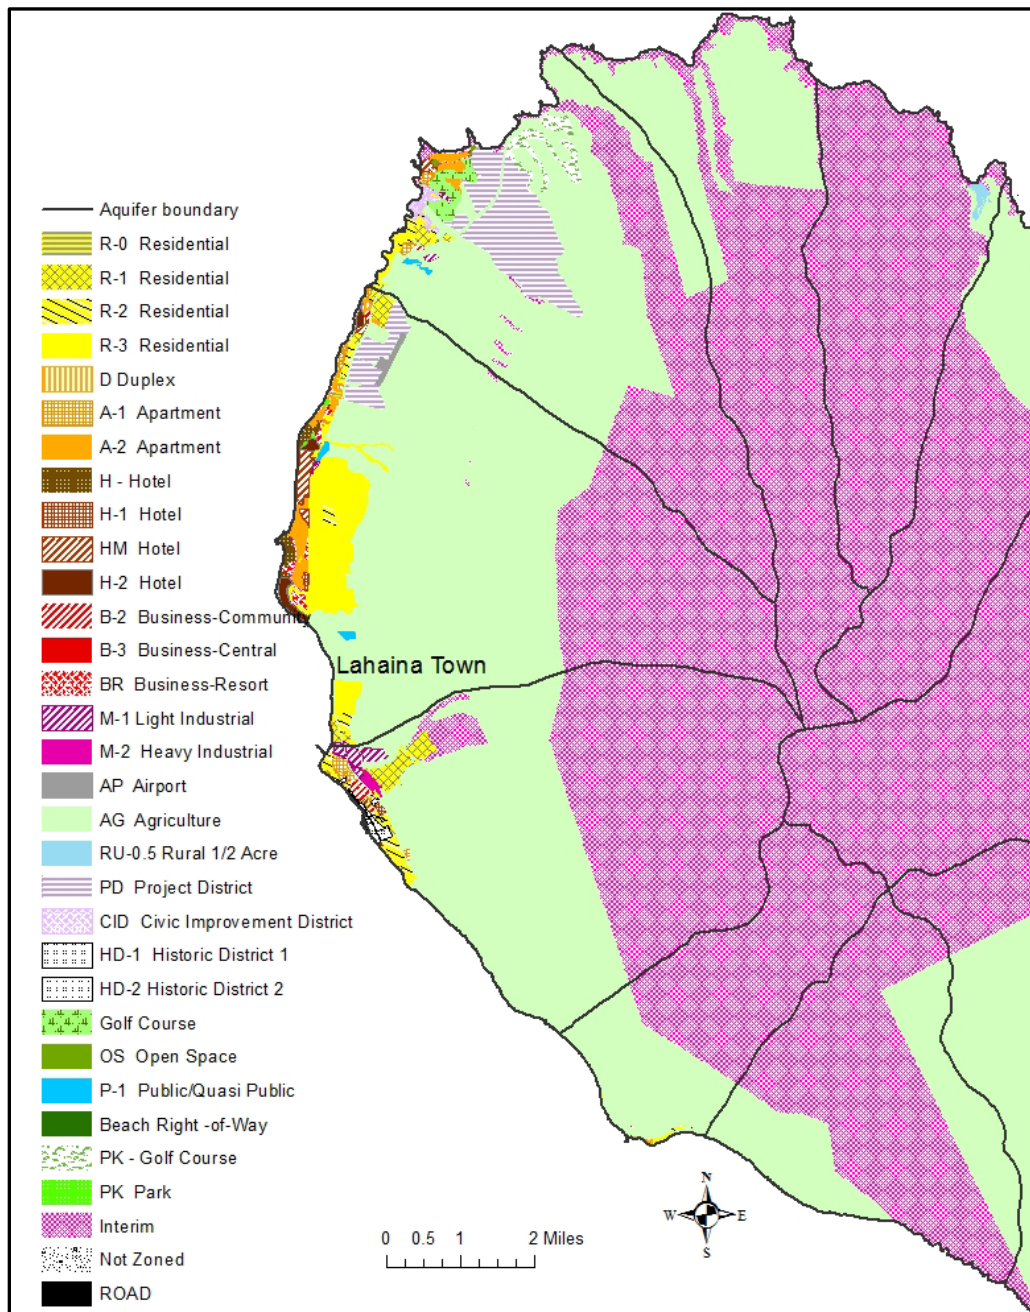 Aquifer boundary
R-0 Residential
R-1 Residential
R-2 Residential
R-3 Residential
D Duplex
A-1 Apartment
A-2 Apartment
H - Hotel
H-1 Hotel
HM Hotel
H-2 Hotel
B-2 Business-Community
B-3 Business-Central
BR Business-Resort
M-1 Light Industrial
M-2 Heavy Industrial
AP Airport
AG Agriculture
RU-0.5 Rural 1/2 Acre
PD Project District
CID Civic Improvement District
HD-1 Historic District 1
HD-2 Historic District 2
Golf Course
OS Open Space
P-1 Public/Quasi Public
Beach Right -of-Way
PK - Golf Course
PK Park
Interim
Not Zoned
ROAD
Lahaina Town
N
W E
S
0 0.5 1 2 Miles